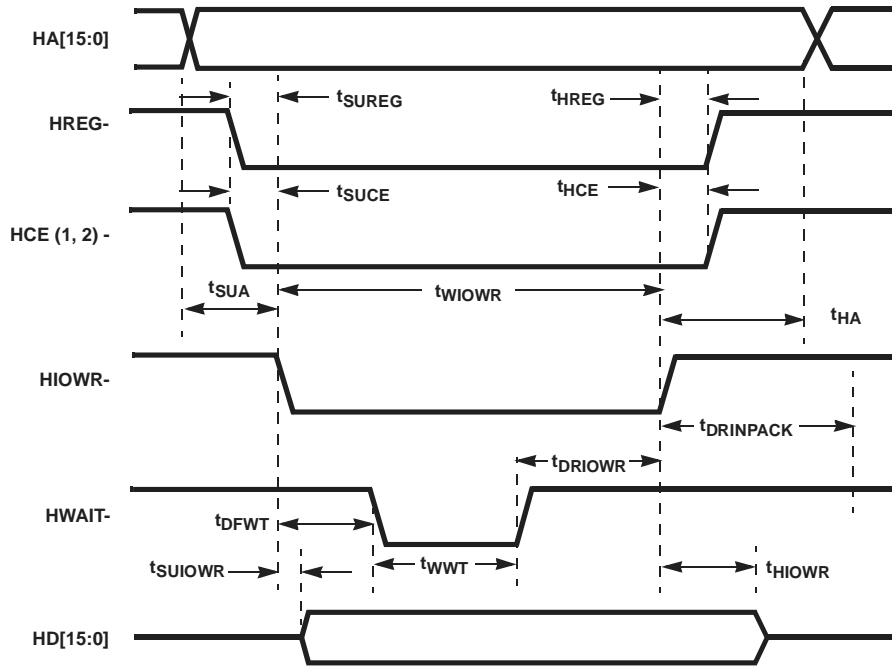 HA[15:0]
tSUREG
tHREG
HREG-
tSUCE
tHCE
HCE (1, 2) -
tSUA
tWIOWR
tHA
HIOWR-
tDRINPACK
tDRIOWR
HWAIT-
tDFWT
tSUIOWR
tWWT
tHIOWR
HD[15:0]